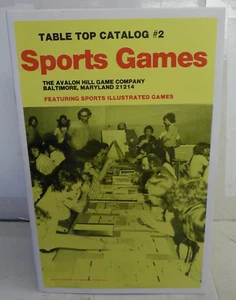 TABLE TOP CATALOG #2
Sports Games
THE AVALON HILL GAME COMPANY
BALTIMORE, MARYLAND 21214
FEATURING SPORTS ILLUSTRATED GAMES